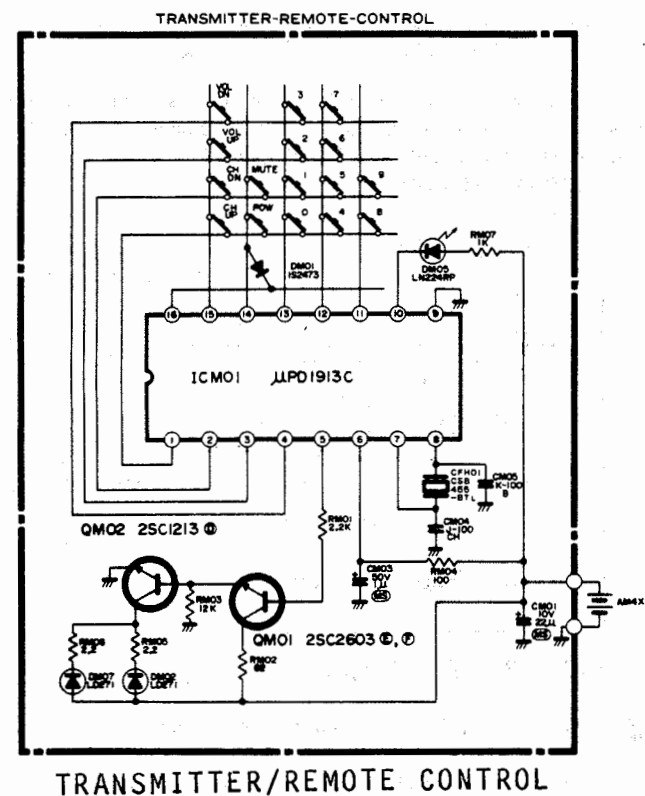 TRANSMITTER-REMOTE-CONTROL
VOL DN
3
7
VOL UP
2
6
CH DN
MUTE
1
5
9
CH UP
POW
0
4
8
DM01
1S2473
RM07
1K
DM05
LN224RP
16
15
14
13
12
11
10
9
ICM01 µPD1913C
1
2
3
4
5
6
7
8
CFH01
CSB
455
-BTL
CM05
K-100
B
CM04
J-100
CH
RM01
2.2K
QM02 2SC1213 Ⓓ
CM03
50V
1µ
MS
RM04
100
CM01
10V
22µ
MS
AM4X
RM03
12K
QM01 2SC2603 Ⓔ, Ⓕ
RM02
RM05
2.2
2.2
DM07
LD271
DM02
LD271
TRANSMITTER/REMOTE CONTROL